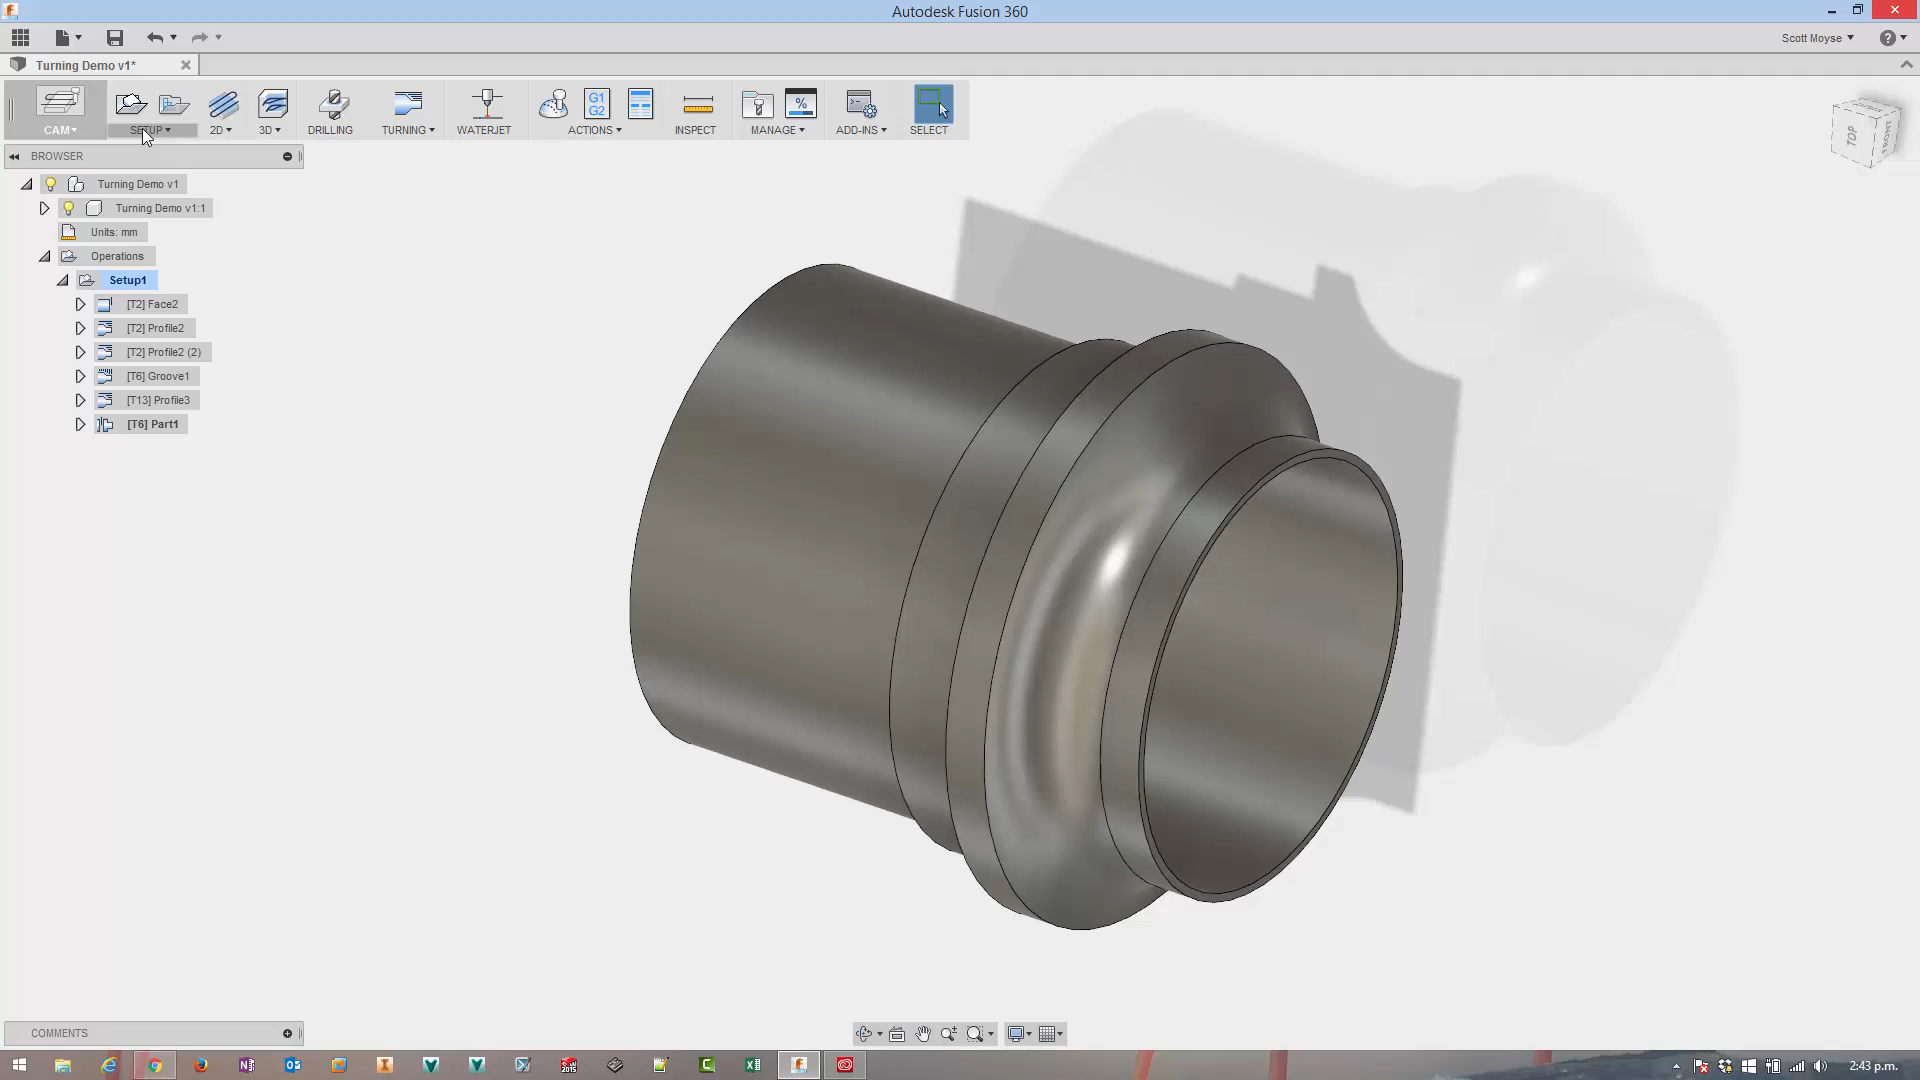 Autodesk Fusion 360
Scott Moyse
Turning Demo v1*
CAM
SETUP
2D
3D
DRILLING
TURNING
WATERJET
G1
G2
ACTIONS
INSPECT
%
MANAGE
ADD-INS
SELECT
TOP
FRONT
BROWSER
Turning Demo v1
Turning Demo v1:1
Units: mm
Operations
Setup1
[T2] Face2
[T2] Profile2
[T2] Profile2 (2)
[T6] Groove1
[T13] Profile3
[T6] Part1
COMMENTS
2:43 p.m.